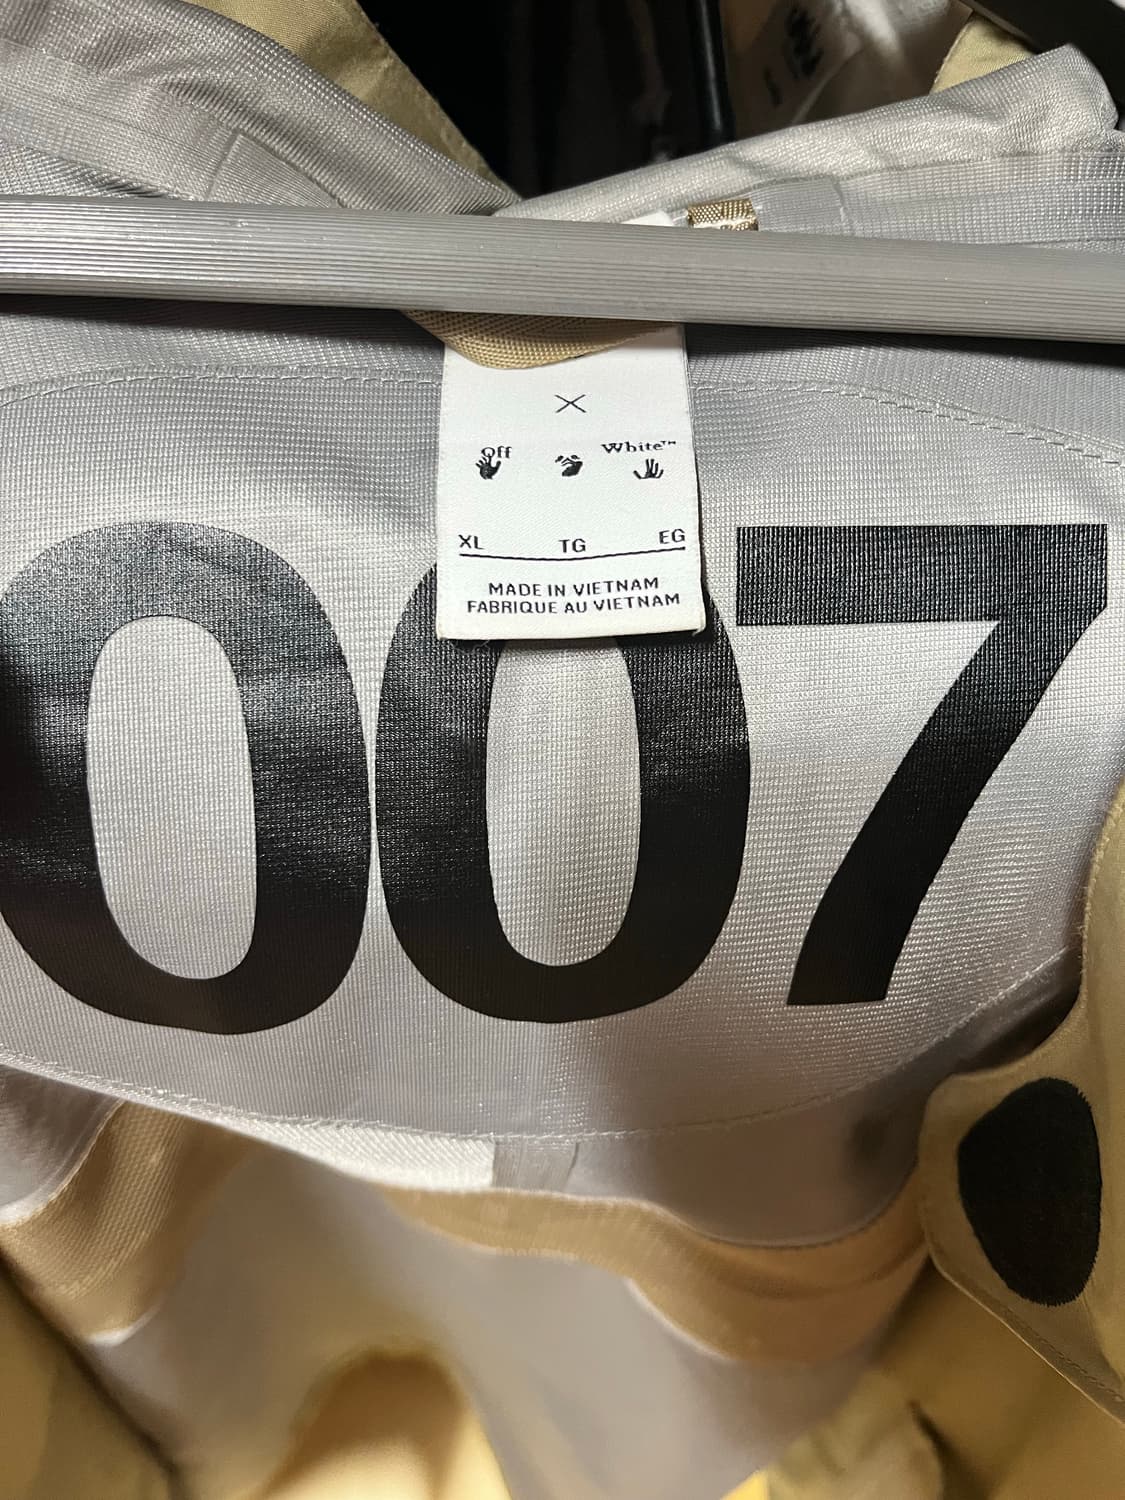 ×
Off White™
XL TG EG
MADE IN VIETNAM
FABRIQUE AU VIETNAM
007